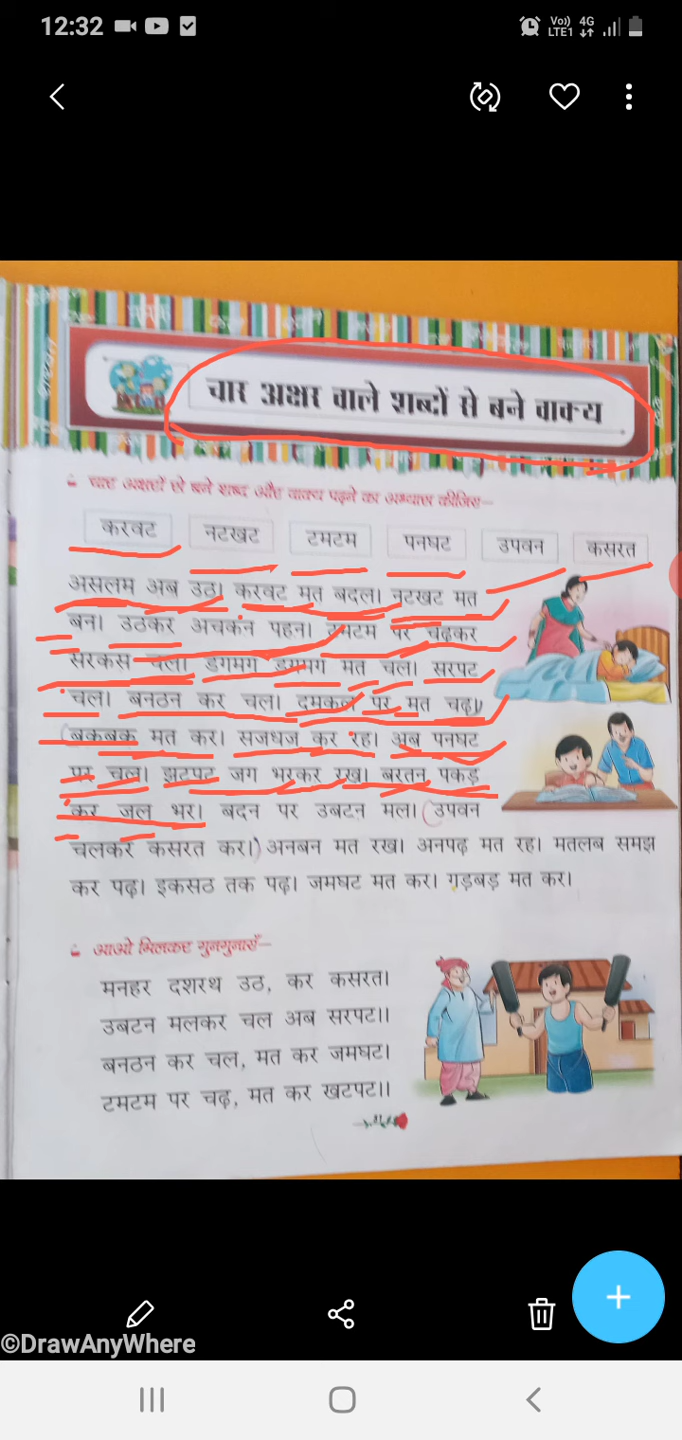 12:32
Vo) 4G
LTE1
चार अक्षर वाले शब्दों से बने वाक्य
चार अक्षरों से बने शब्द और वाक्य पढ़ने का अभ्यास कीजिए—
करवट नटखट टमटम पनघट उपवन कसरत
असलम अब उठ। करवट मत बदल। नटखट मत
बन। उठकर अचकन पहन। टमटम पर चढ़कर
सरकस चल। डगमग डगमग मत चल। सरपट
चल। बनठन कर चल। दमकल पर मत चढ़।
(बकबक मत कर। सजधज कर रह। अब पनघट
पर चल। झटपट जग भरकर रख। बरतन पकड़
कर जल भर। बदन पर उबटन मल। (उपवन
चलकर कसरत कर।) अनबन मत रख। अनपढ़ मत रह। मतलब समझ
कर पढ़। इकसठ तक पढ़। जमघट मत कर। गड़बड़ मत कर।
आओ मिलकर गुनगुनाएँ—
मनहर दशरथ उठ, कर कसरत।
उबटन मलकर चल अब सरपट।।
बनठन कर चल, मत कर जमघट।
टमटम पर चढ़, मत कर खटपट।।
©DrawAnyWhere